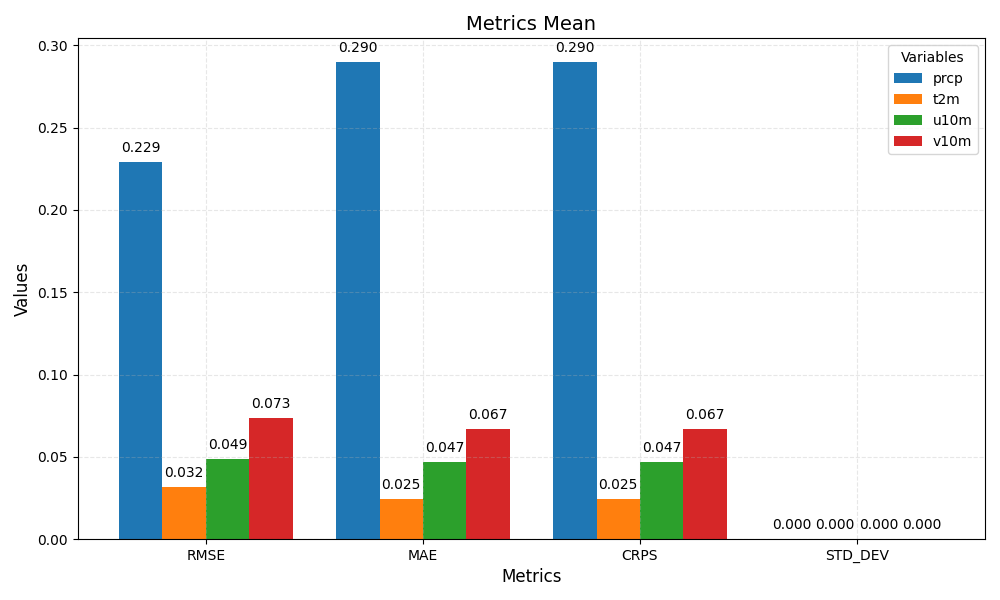 Metrics Mean
Values
0.30
0.25
0.20
0.15
0.10
0.05
0.00
0.229
0.032
0.049
0.073
0.290
0.025
0.047
0.067
0.290
0.025
0.047
0.067
0.000 0.000 0.000 0.000
Variables
prcp
t2m
u10m
v10m
RMSE MAE CRPS STD_DEV
Metrics